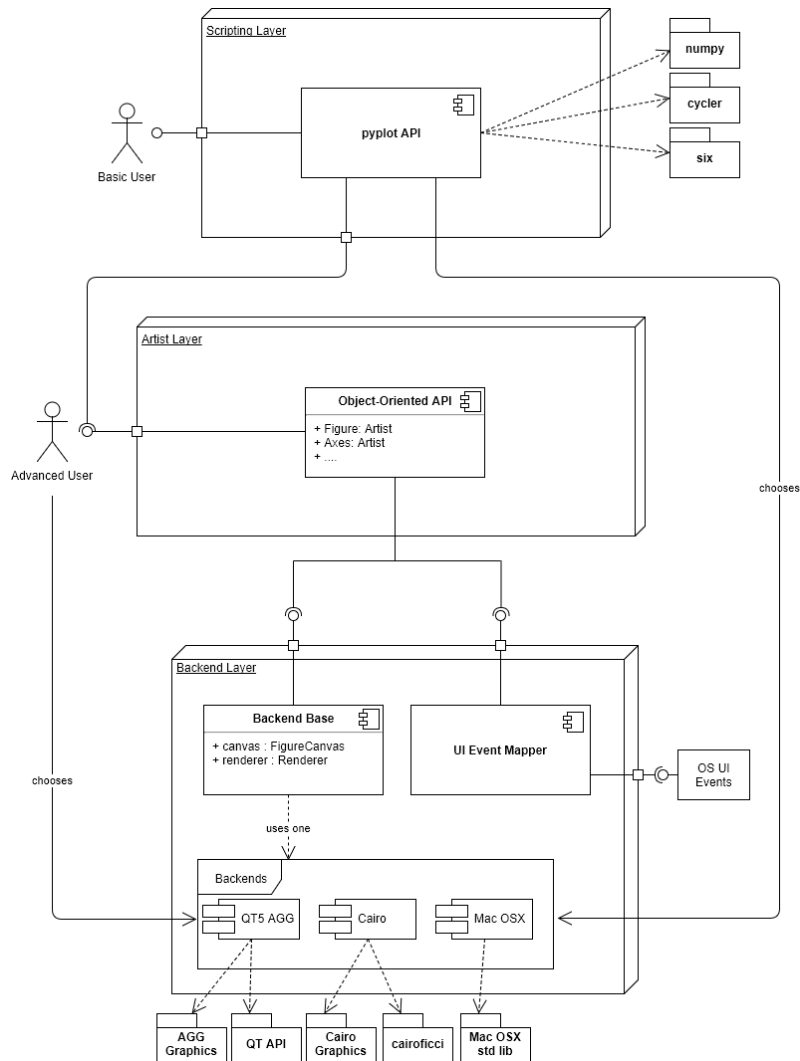 Scripting Layer
numpy
pyplot API
cycler
six
Basic User
Artist Layer
Object-Oriented API
+ Figure: Artist
+ Axes: Artist
+ ....
Advanced User
chooses
Backend Layer
Backend Base
+ canvas : FigureCanvas
+ renderer : Renderer
UI Event Mapper
OS UI
Events
chooses
uses one
Backends
QT5 AGG
Cairo
Mac OSX
AGG
Graphics
QT API
Cairo
Graphics
cairoficci
Mac OSX
std lib